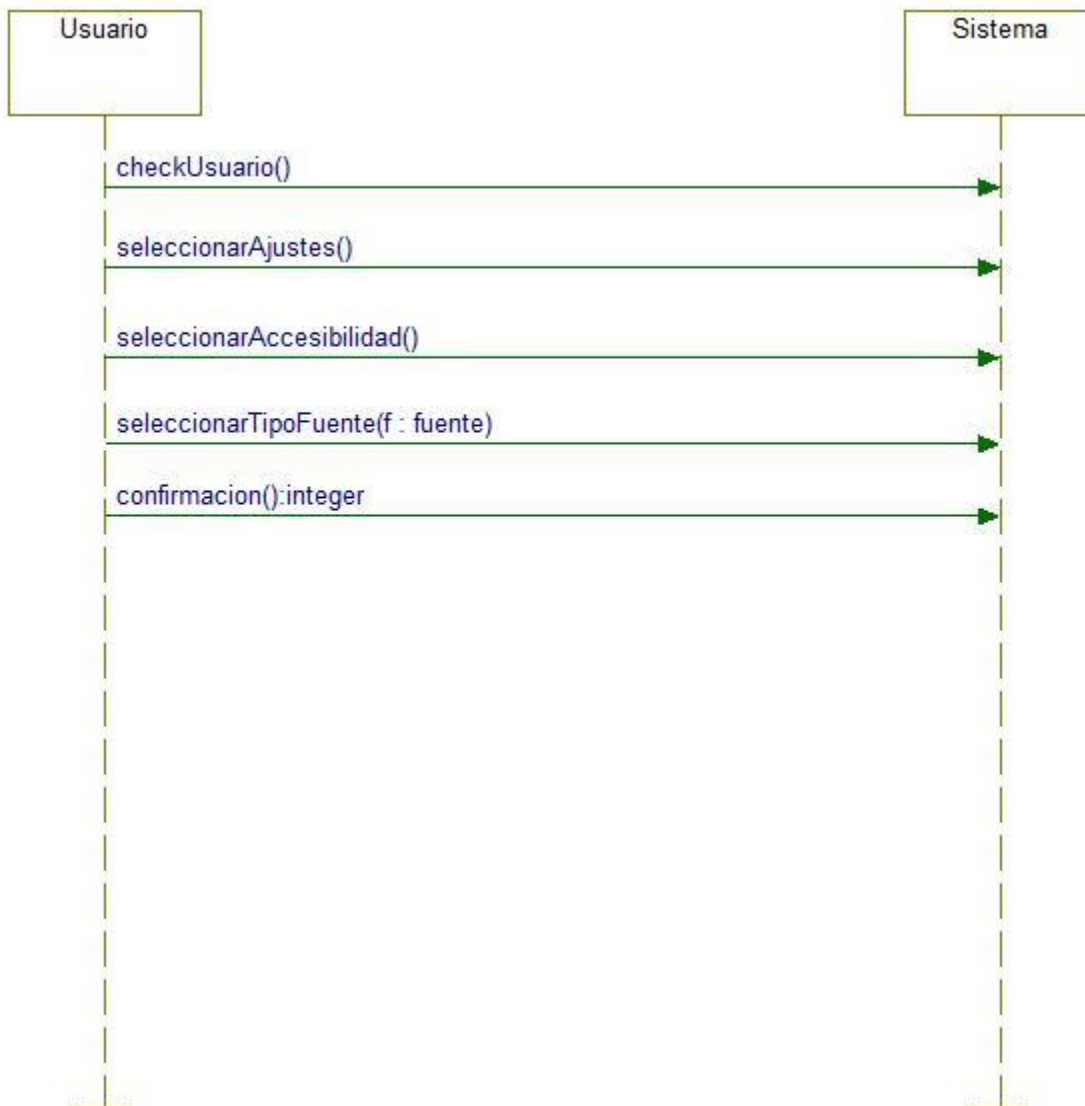 Usuario
Sistema
checkUsuario()
seleccionarAjustes()
seleccionarAccesibilidad()
seleccionarTipoFuente(f : fuente)
confirmacion():integer